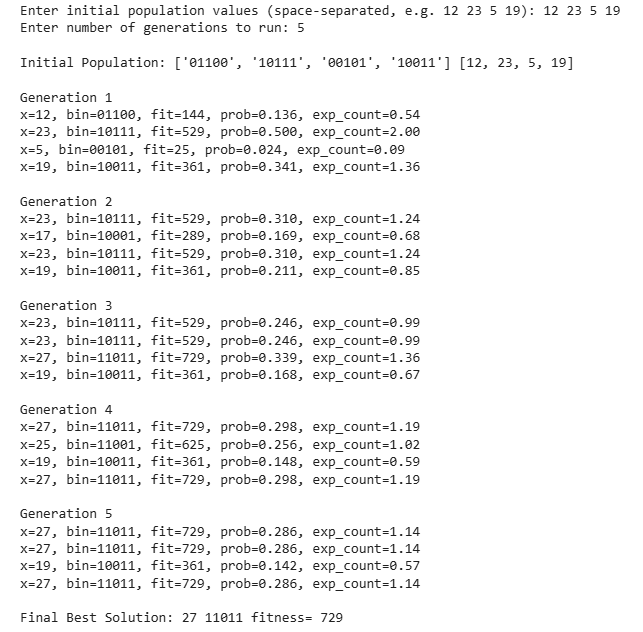 Enter initial population values (space-separated, e.g. 12 23 5 19): 12 23 5 19
Enter number of generations to run: 5
Initial Population: ['01100', '10111', '00101', '10011'] [12, 23, 5, 19]
Generation 1
x=12, bin=01100, fit=144, prob=0.136, exp_count=0.54
x=23, bin=10111, fit=529, prob=0.500, exp_count=2.00
x=5, bin=00101, fit=25, prob=0.024, exp_count=0.09
x=19, bin=10011, fit=361, prob=0.341, exp_count=1.36
Generation 2
x=23, bin=10111, fit=529, prob=0.310, exp_count=1.24
x=17, bin=10001, fit=289, prob=0.169, exp_count=0.68
x=23, bin=10111, fit=529, prob=0.310, exp_count=1.24
x=19, bin=10011, fit=361, prob=0.211, exp_count=0.85
Generation 3
x=23, bin=10111, fit=529, prob=0.246, exp_count=0.99
x=23, bin=10111, fit=529, prob=0.246, exp_count=0.99
x=27, bin=11011, fit=729, prob=0.339, exp_count=1.36
x=19, bin=10011, fit=361, prob=0.168, exp_count=0.67
Generation 4
x=27, bin=11011, fit=729, prob=0.298, exp_count=1.19
x=25, bin=11001, fit=625, prob=0.256, exp_count=1.02
x=19, bin=10011, fit=361, prob=0.148, exp_count=0.59
x=27, bin=11011, fit=729, prob=0.298, exp_count=1.19
Generation 5
x=27, bin=11011, fit=729, prob=0.286, exp_count=1.14
x=27, bin=11011, fit=729, prob=0.286, exp_count=1.14
x=19, bin=10011, fit=361, prob=0.142, exp_count=0.57
x=27, bin=11011, fit=729, prob=0.286, exp_count=1.14
Final Best Solution: 27 11011 fitness= 729